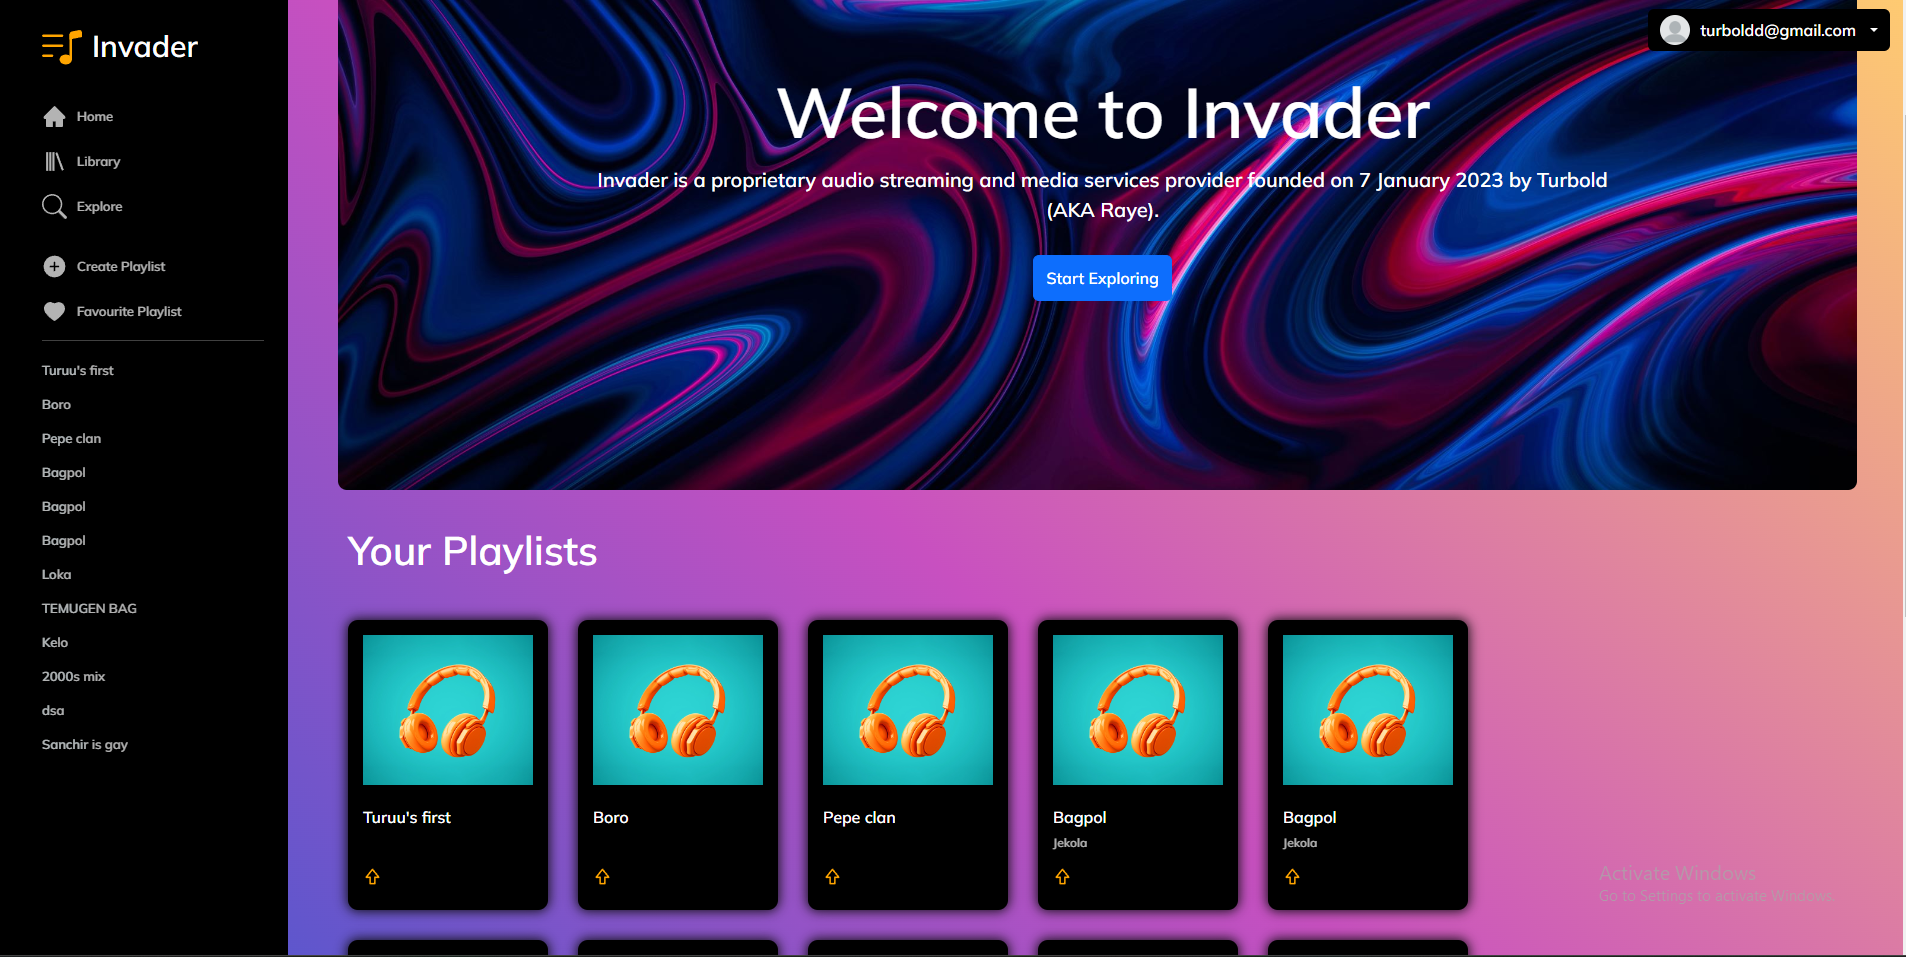 Invader
Home
Library
Explore
Create Playlist
Favourite Playlist
Turuu's first
Boro
Pepe clan
Bagpol
Bagpol
Bagpol
Loka
TEMUGEN BAG
Kelo
2000s mix
dsa
Sanchir is gay
turboldd@gmail.com
Welcome to Invader
Invader is a proprietary audio streaming and media services provider founded on 7 January 2023 by Turbold
(AKA Raye).
Start Exploring
Your Playlists
Turuu's first
Boro
Pepe clan
Bagpol
Jekola
Bagpol
Jekola
Activate Windows
Go to Settings to activate Windows.